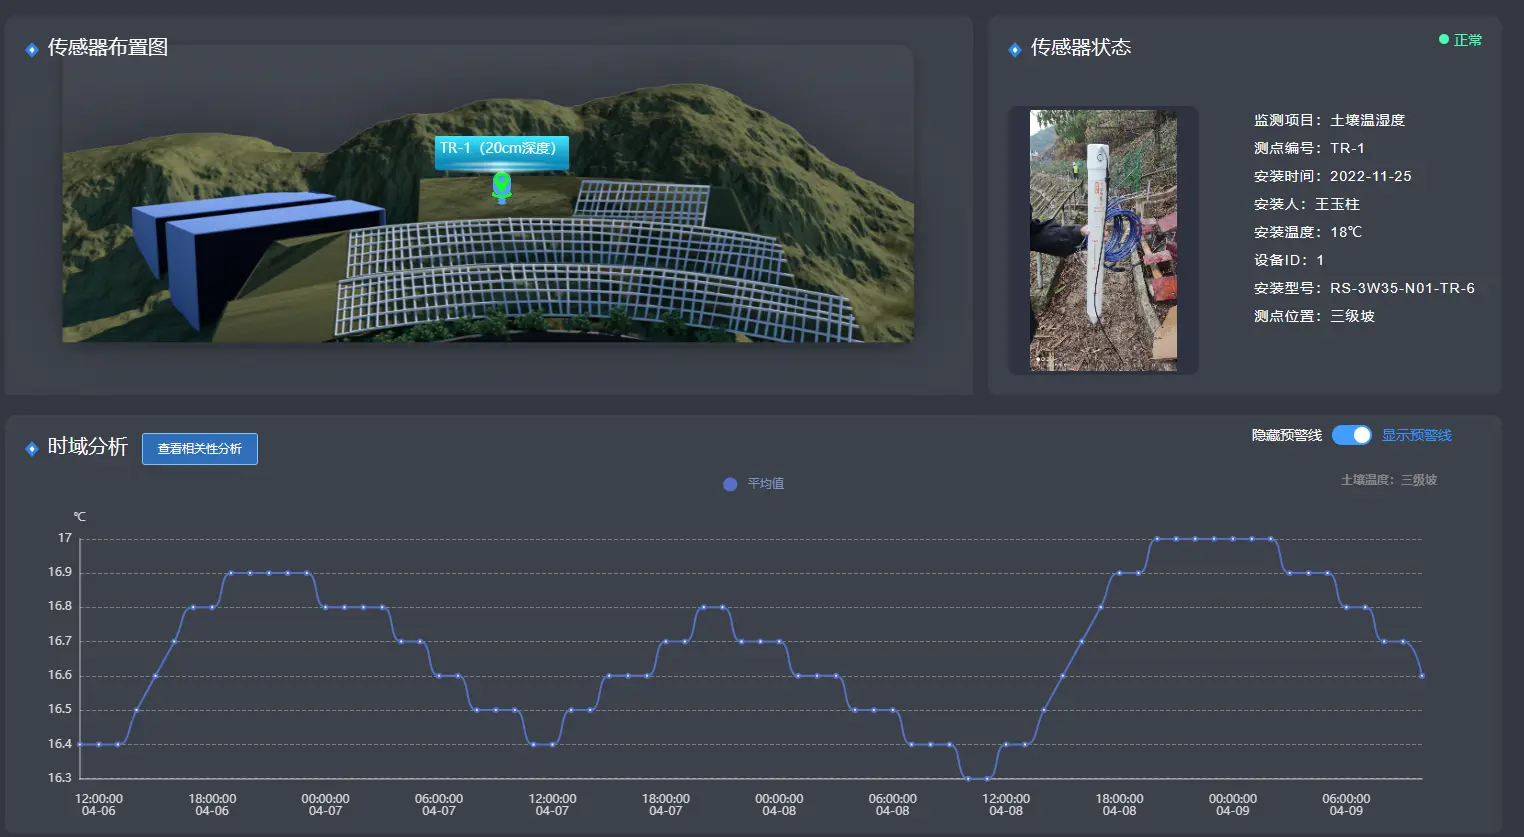 传感器布置图
TR-1（20cm深度）
传感器状态
正常
监测项目：土壤温湿度
测点编号：TR-1
安装时间：2022-11-25
安装人：王玉柱
安装温度：18℃
设备ID：1
安装型号：RS-3W35-N01-TR-6
测点位置：三级坡
时域分析
查看相关性分析
隐藏预警线
显示预警线
平均值
土壤温度：三级坡
℃
17
16.9
16.8
16.7
16.6
16.5
16.4
16.3
12:00:00 18:00:00 00:00:00 06:00:00 12:00:00 18:00:00 00:00:00 06:00:00 12:00:00 18:00:00 00:00:00 06:00:00
04-06 04-06 04-07 04-07 04-07 04-07 04-08 04-08 04-08 04-08 04-09 04-09